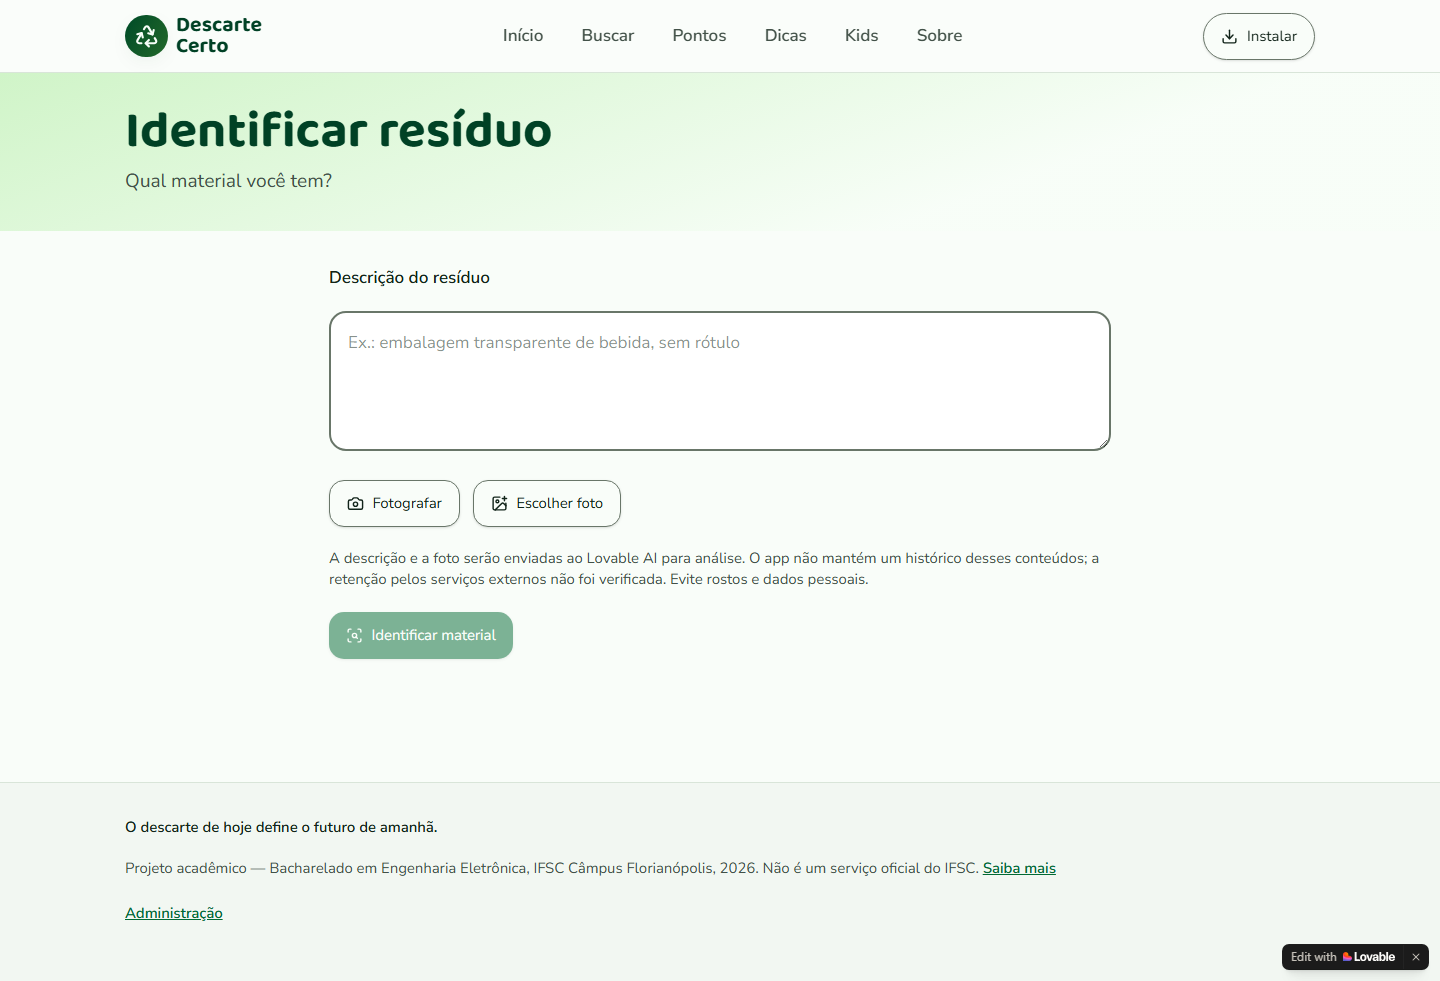 Descarte
Certo
Início
Buscar
Pontos
Dicas
Kids
Sobre
Instalar
Identificar resíduo
Qual material você tem?
Descrição do resíduo
Ex.: embalagem transparente de bebida, sem rótulo
Fotografar
Escolher foto
A descrição e a foto serão enviadas ao Lovable AI para análise. O app não mantém um histórico desses conteúdos; a
retenção pelos serviços externos não foi verificada. Evite rostos e dados pessoais.
Identificar material
O descarte de hoje define o futuro de amanhã.
Projeto acadêmico — Bacharelado em Engenharia Eletrônica, IFSC Câmpus Florianópolis, 2026. Não é um serviço oficial do IFSC. Saiba mais
Administração
Edit with Lovable ×